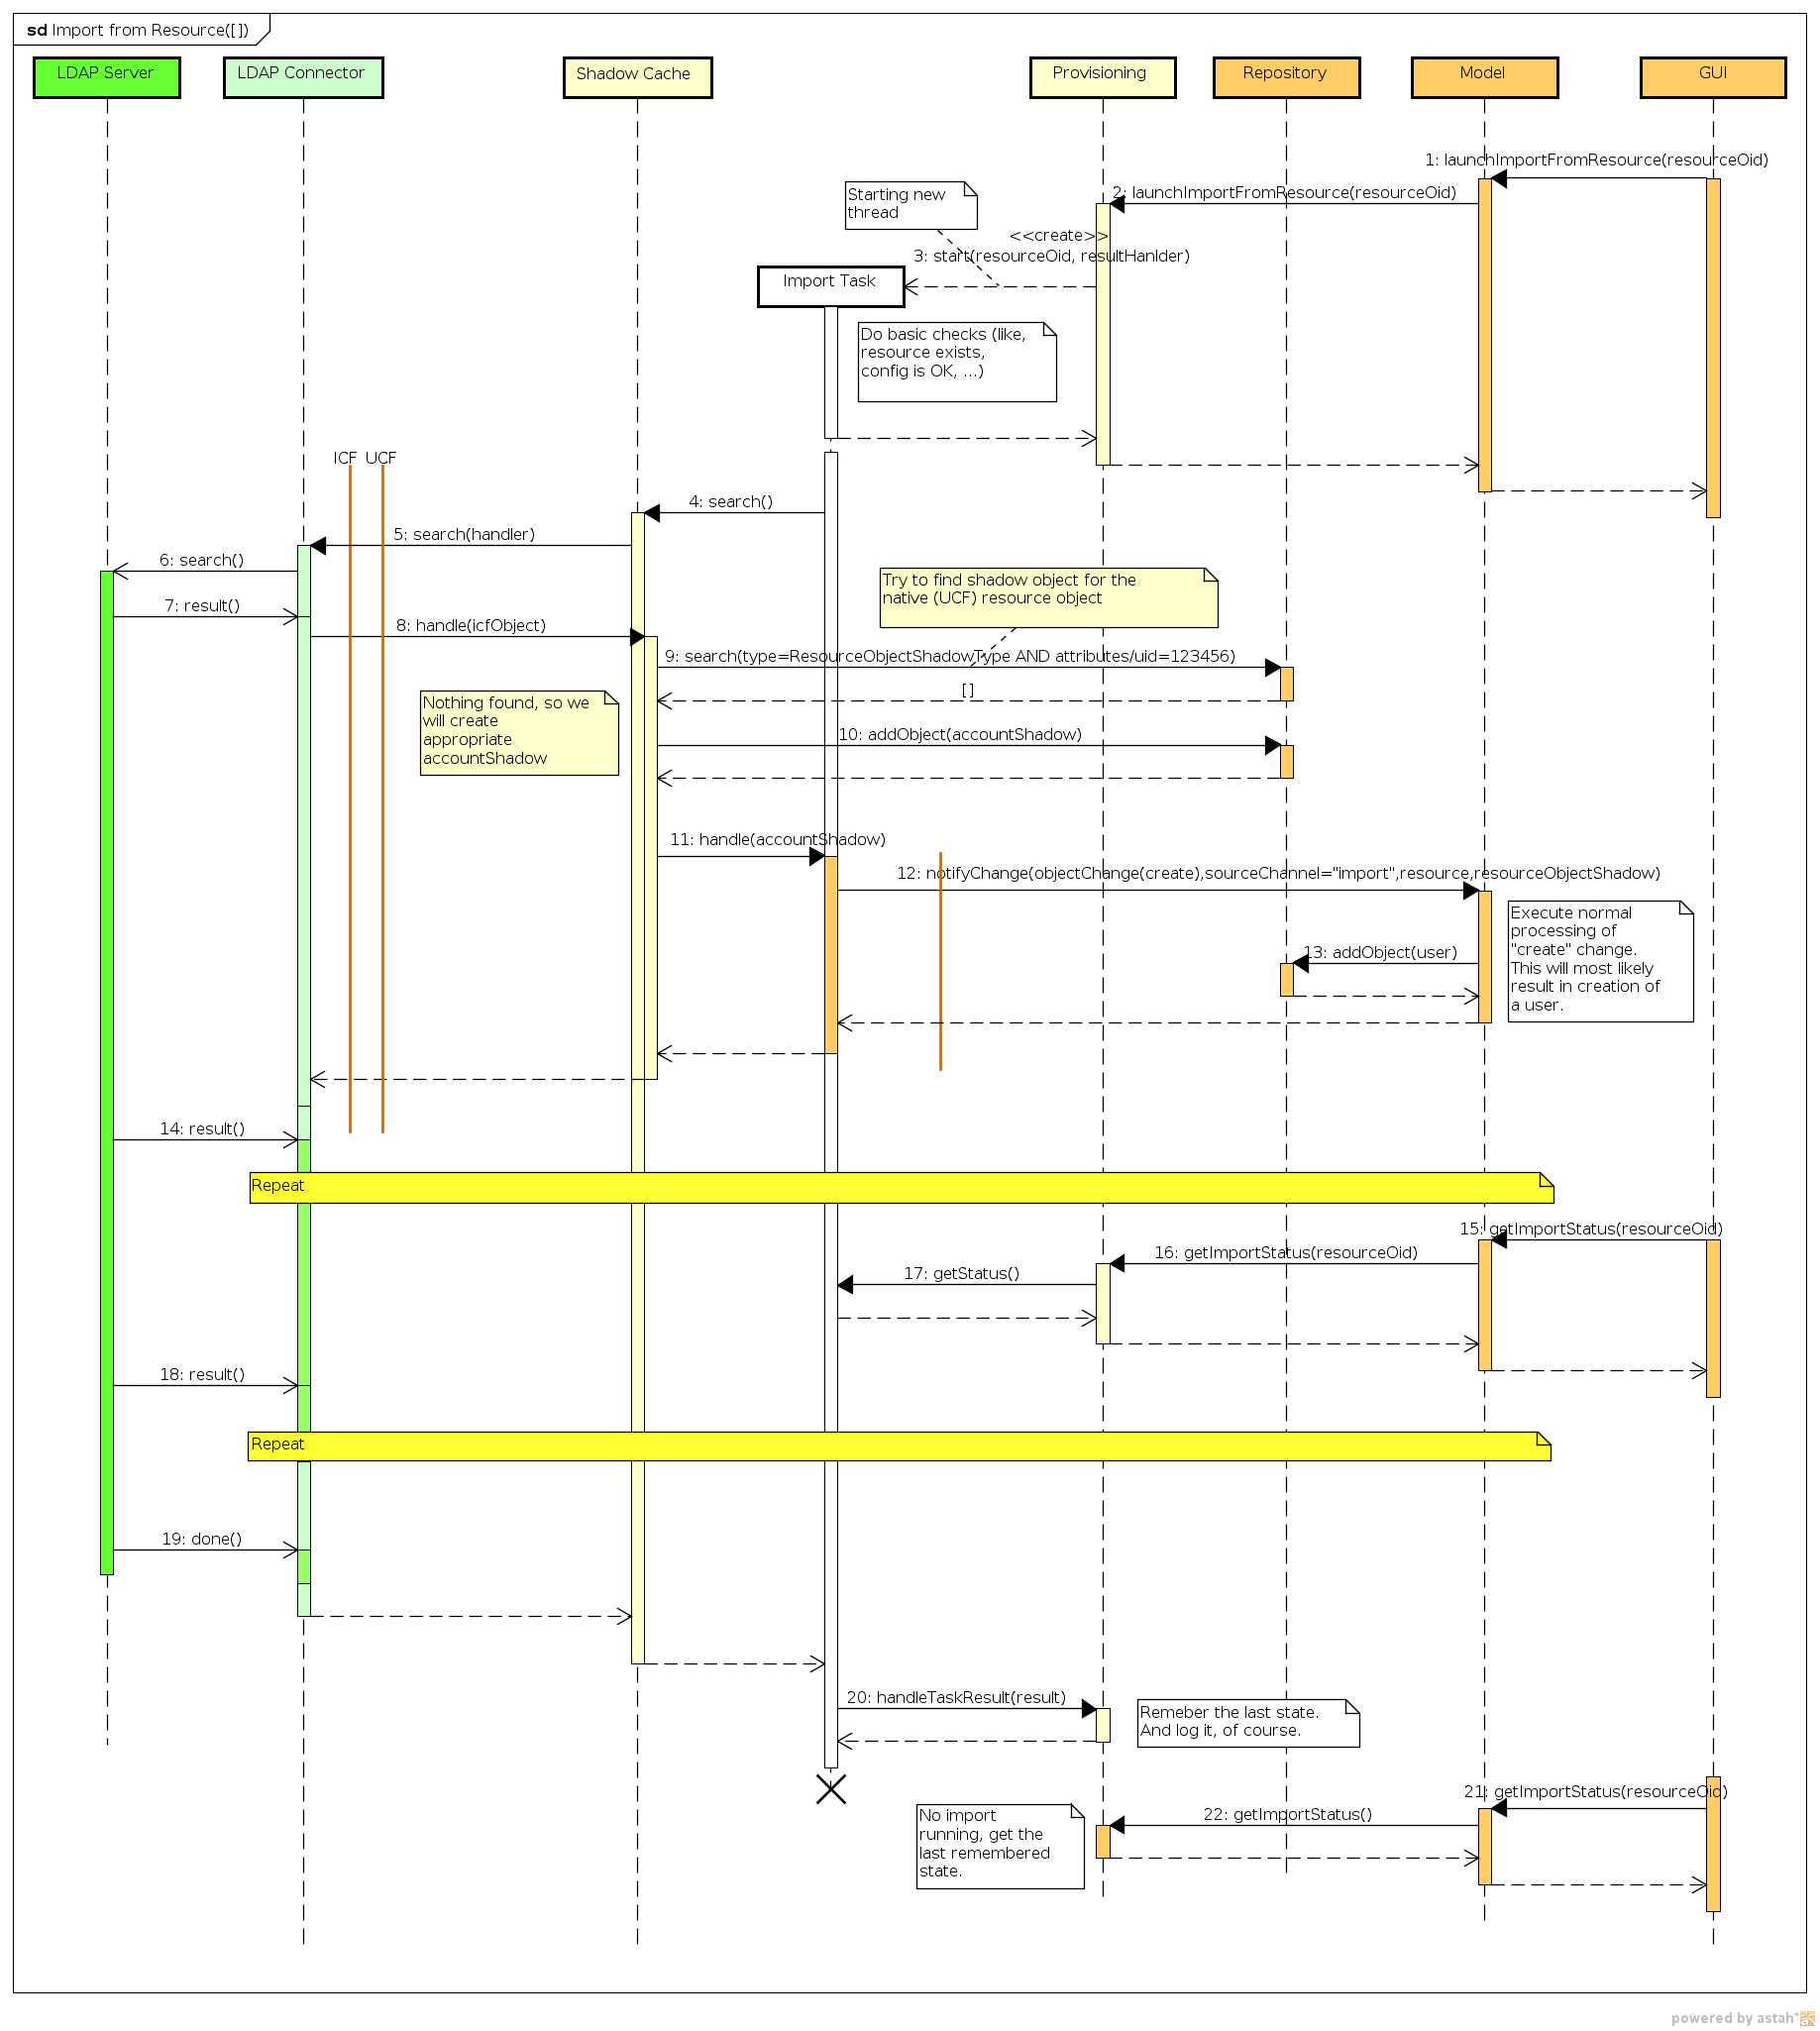 sd Import from Resource([])
LDAP Server
LDAP Connector
Shadow Cache
Provisioning
Repository
Model
GUI
1: launchImportFromResource(resourceOid)
2: launchImportFromResource(resourceOid)
Starting new
thread
<<create>>
3: start(resourceOid, resultHanlder)
Import Task
Do basic checks (like,
resource exists,
config is OK, ...)
ICF
UCF
4: search()
5: search(handler)
6: search()
Try to find shadow object for the
native (UCF) resource object
7: result()
8: handle(icfObject)
9: search(type=ResourceObjectShadowType AND attributes/uid=123456)
[]
Nothing found, so we
will create
appropriate
accountShadow
10: addObject(accountShadow)
11: handle(accountShadow)
12: notifyChange(objectChange(create),sourceChannel="import",resource,resourceObjectShadow)
Execute normal
processing of
"create" change.
This will most likely
result in creation of
a user.
13: addObject(user)
14: result()
Repeat
15: getImportStatus(resourceOid)
16: getImportStatus(resourceOid)
17: getStatus()
18: result()
Repeat
19: done()
20: handleTaskResult(result)
Remeber the last state.
And log it, of course.
21: getImportStatus(resourceOid)
No import
running, get the
last remembered
state.
22: getImportStatus()
powered by astah*